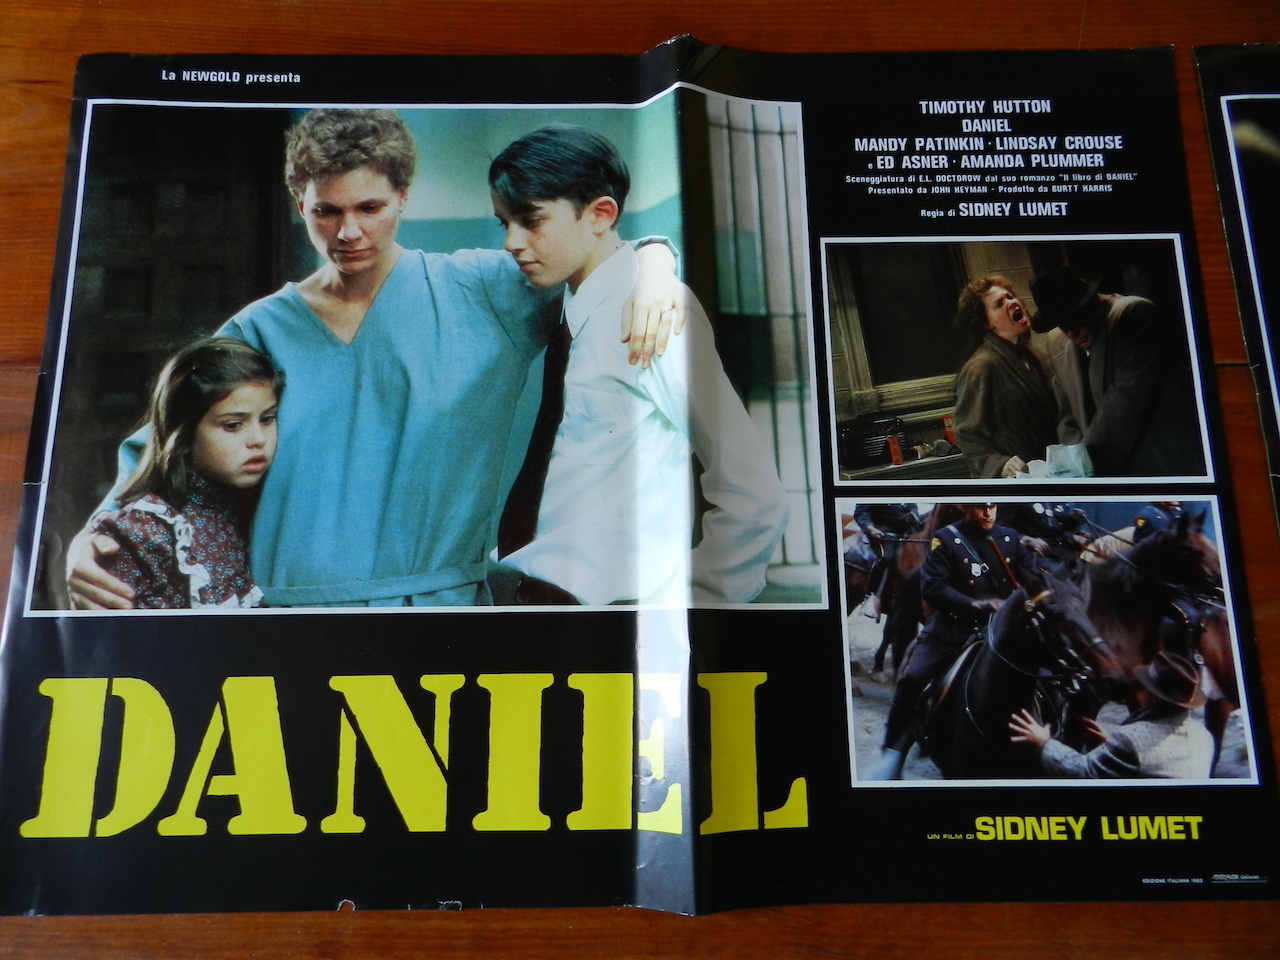 La NEWGOLD presenta
TIMOTHY HUTTON
DANIEL
MANDY PATINKIN · LINDSAY CROUSE
e ED ASNER · AMANDA PLUMMER
Sceneggiatura di E.L. DOCTOROW dal suo romanzo "Il libro di DANIEL"
Presentato da JOHN HEYMAN - Prodotto da BURTT HARRIS
Regia di SIDNEY LUMET
DANIEL
UN FILM DI SIDNEY LUMET
EDIZIONE ITALIANA 1983